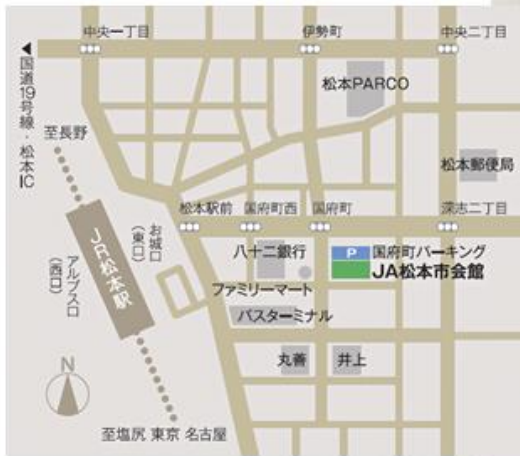 中央一丁目
伊勢町
中央二丁目
◀国道19号線・松本IC
松本PARCO
至長野
松本郵便局
松本駅前
国府町西
国府町
深志二丁目
お城口
(東口)
JR松本駅
アルプス口
(西口)
八十二銀行
P 国府町パーキング
JA松本市会館
ファミリーマート
バスターミナル
丸善
井上
N
至塩尻 東京 名古屋